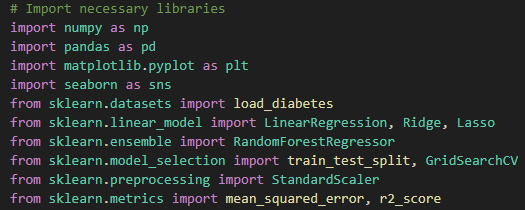 # Import necessary libraries
import numpy as np
import pandas as pd
import matplotlib.pyplot as plt
import seaborn as sns
from sklearn.datasets import load_diabetes
from sklearn.linear_model import LinearRegression, Ridge, Lasso
from sklearn.ensemble import RandomForestRegressor
from sklearn.model_selection import train_test_split, GridSearchCV
from sklearn.preprocessing import StandardScaler
from sklearn.metrics import mean_squared_error, r2_score